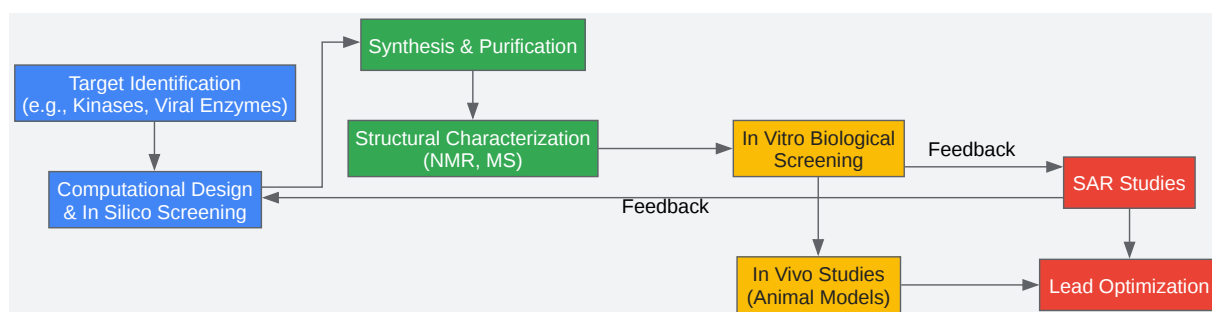 Synthesis & Purification
Target Identification
(e.g., Kinases, Viral Enzymes)
Structural Characterization
(NMR, MS)
In Vitro Biological
Screening
Feedback
Computational Design
& In Silico Screening
SAR Studies
Feedback
In Vivo Studies
(Animal Models)
Lead Optimization